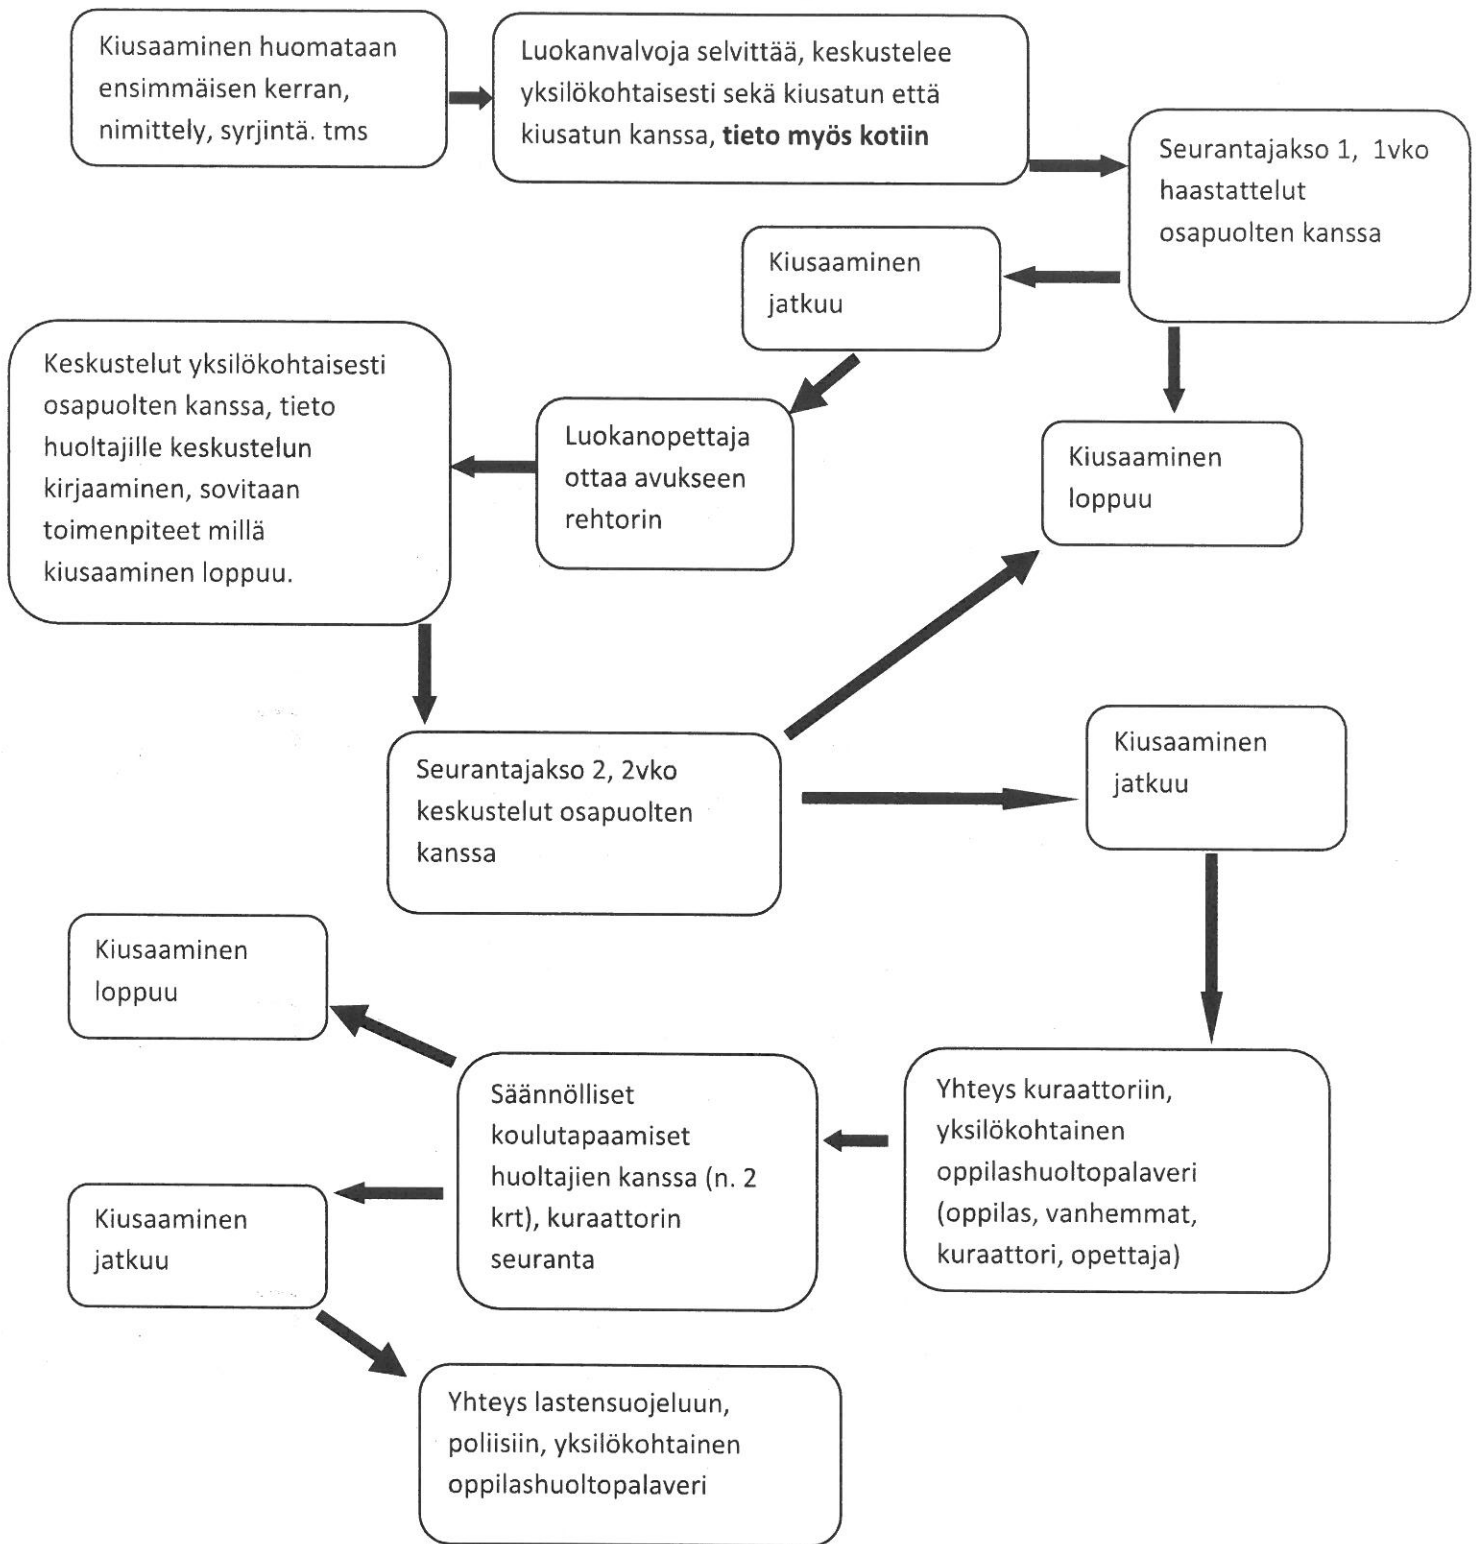 Kiusaaminen huomataan
ensimmäisen kerran,
nimittely, syrjintä. tms
Luokanvalvoja selvittää, keskustelee
yksilökohtaisesti sekä kiusatun että
kiusatun kanssa, tieto myös kotiin
Seurantajakso 1, 1vko
haastattelut
osapuolten kanssa
Kiusaaminen
jatkuu
Kiusaaminen
loppuu
Luokanopettaja
ottaa avukseen
rehtorin
Keskustelut yksilökohtaisesti
osapuolten kanssa, tieto
huoltajille keskustelun
kirjaaminen, sovitaan
toimenpiteet millä
kiusaaminen loppuu.
Seurantajakso 2, 2vko
keskustelut osapuolten
kanssa
Kiusaaminen
jatkuu
Yhteys kuraattoriin,
yksilökohtainen
oppilashuoltopalaveri
(oppilas, vanhemmat,
kuraattori, opettaja)
Säännölliset
koulutapaamiset
huoltajien kanssa (n. 2
krt), kuraattorin
seuranta
Kiusaaminen
loppuu
Kiusaaminen
jatkuu
Yhteys lastensuojeluun,
poliisiin, yksilökohtainen
oppilashuoltopalaveri